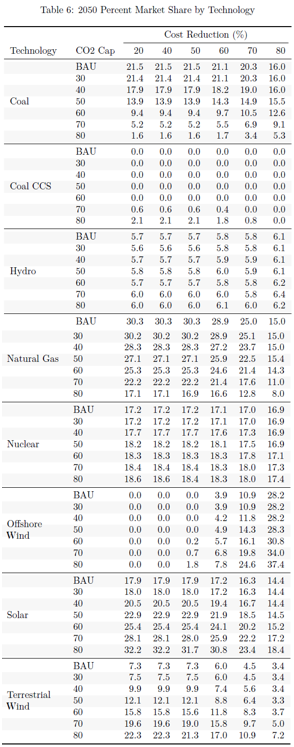 Table 6: 2050 Percent Market Share by Technology
Cost Reduction (%)
Technology CO2 Cap 20 40 50 60 70 80
BAU 21.5 21.5 21.5 21.1 20.3 16.0
30 21.4 21.4 21.4 21.1 20.3 16.0
40 17.9 17.9 17.9 18.2 19.0 16.0
Coal 50 13.9 13.9 13.9 14.3 14.9 15.5
60 9.4 9.4 9.4 9.7 10.5 12.6
70 5.2 5.2 5.2 5.5 6.9 9.1
80 1.6 1.6 1.6 1.7 3.4 5.3
BAU 0.0 0.0 0.0 0.0 0.0 0.0
30 0.0 0.0 0.0 0.0 0.0 0.0
40 0.0 0.0 0.0 0.0 0.0 0.0
Coal CCS 50 0.0 0.0 0.0 0.0 0.0 0.0
60 0.0 0.0 0.0 0.0 0.0 0.0
70 0.6 0.6 0.6 0.4 0.0 0.0
80 2.1 2.1 2.1 1.8 0.8 0.0
BAU 5.7 5.7 5.7 5.8 5.8 6.1
30 5.6 5.6 5.6 5.8 5.8 6.1
40 5.7 5.7 5.7 5.9 5.9 6.1
Hydro 50 5.8 5.8 5.8 6.0 5.9 6.1
60 5.7 5.7 5.7 5.8 5.8 6.2
70 6.0 6.0 6.0 6.0 5.8 6.4
80 6.0 6.0 6.0 6.1 6.0 6.2
BAU 30.3 30.3 30.3 28.9 25.0 15.0
30 30.2 30.2 30.2 28.9 25.1 15.0
40 28.3 28.3 28.3 27.2 23.7 15.0
Natural Gas 50 27.1 27.1 27.1 25.9 22.5 15.4
60 25.3 25.3 25.3 24.6 21.4 14.3
70 22.2 22.2 22.2 21.4 17.6 11.0
80 17.1 17.1 16.9 16.6 12.8 8.0
BAU 17.2 17.2 17.2 17.1 17.0 16.9
30 17.2 17.2 17.2 17.1 17.0 16.9
40 17.7 17.7 17.7 17.6 17.3 16.9
Nuclear 50 18.2 18.2 18.2 18.1 17.5 16.9
60 18.3 18.3 18.3 18.3 17.8 17.1
70 18.4 18.4 18.4 18.3 18.0 17.3
80 18.6 18.6 18.4 18.3 18.0 17.4
BAU 0.0 0.0 0.0 3.9 10.9 28.2
30 0.0 0.0 0.0 3.9 10.9 28.2
40 0.0 0.0 0.0 4.2 11.8 28.2
Offshore 50 0.0 0.0 0.0 4.9 14.3 28.3
Wind 60 0.0 0.0 0.2 5.7 16.1 30.8
70 0.0 0.0 0.7 6.8 19.8 34.0
80 0.0 0.0 1.8 7.8 24.6 37.4
BAU 17.9 17.9 17.9 17.2 16.3 14.4
30 18.0 18.0 18.0 17.2 16.3 14.4
40 20.5 20.5 20.5 19.4 16.7 14.4
Solar 50 22.9 22.9 22.9 21.9 18.5 14.5
60 25.4 25.4 25.4 24.1 20.2 15.2
70 28.1 28.1 28.0 25.9 22.2 17.2
80 32.2 32.2 31.7 30.8 23.4 18.4
BAU 7.3 7.3 7.3 6.0 4.5 3.4
30 7.5 7.5 7.5 6.0 4.5 3.4
40 9.9 9.9 9.9 7.4 5.6 3.4
Terrestrial 50 12.1 12.1 12.1 8.8 6.4 3.3
Wind 60 15.8 15.8 15.6 11.8 8.3 3.7
70 19.6 19.6 19.0 15.8 9.7 5.0
80 22.3 22.3 21.3 17.0 10.9 7.2